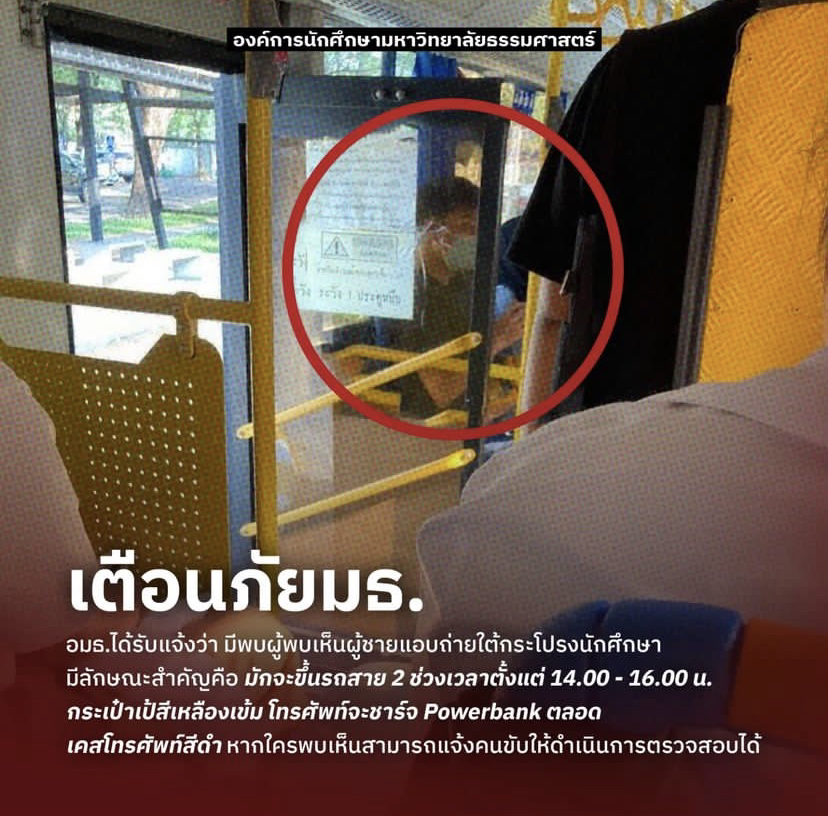 องค์การนักศึกษามหาวิทยาลัยธรรมศาสตร์
ระวัง ! ประตูหนีบ
เตือนภัยมธ.
อมธ.ได้รับแจ้งว่า มีพบผู้พบเห็นผู้ชายแอบถ่ายใต้กระโปรงนักศึกษา
มีลักษณะสำคัญคือ มักจะขึ้นรถสาย 2 ช่วงเวลาตั้งแต่ 14.00 - 16.00 น.
กระเป๋าเป้สีเหลืองเข้ม โทรศัพท์จะชาร์จ Powerbank ตลอด
เคสโทรศัพท์สีดำ หากใครพบเห็นสามารถแจ้งคนขับให้ดำเนินการตรวจสอบได้